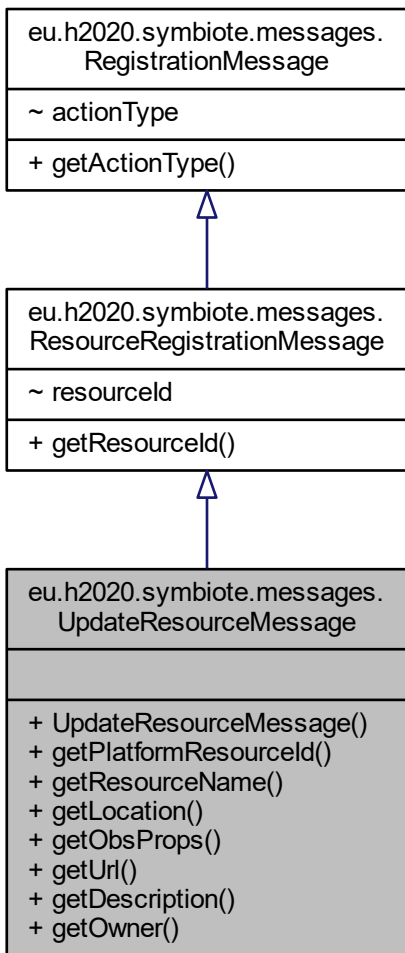 eu.h2020.symbiote.messages.
RegistrationMessage
~ actionType
+ getActionType()
eu.h2020.symbiote.messages.
ResourceRegistrationMessage
~ resourceId
+ getResourceId()
eu.h2020.symbiote.messages.
UpdateResourceMessage
+ UpdateResourceMessage()
+ getPlatformResourceId()
+ getResourceName()
+ getLocation()
+ getObsProps()
+ getUrl()
+ getDescription()
+ getOwner()